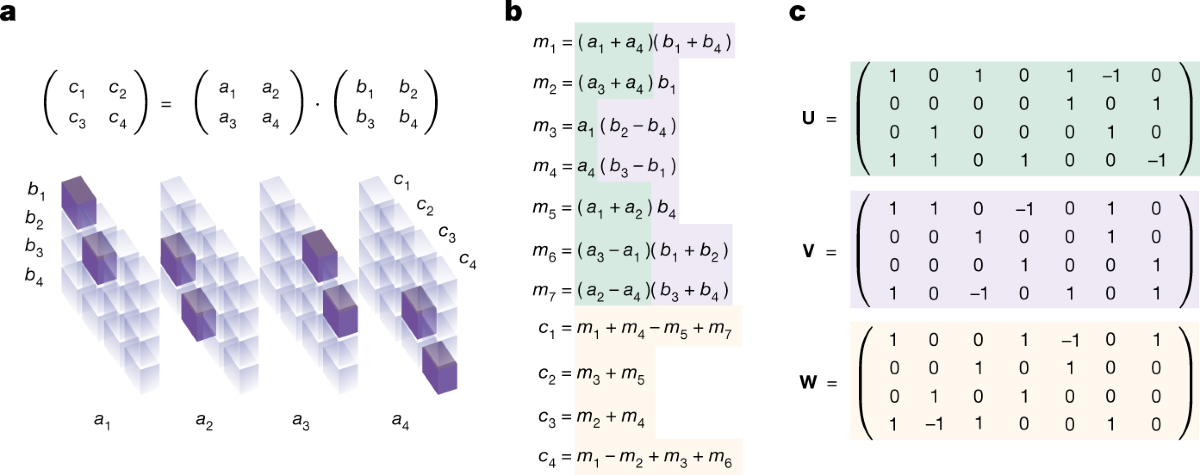 a
( c1 c2 ) = ( a1 a2 ) · ( b1 b2 )
( c3 c4 ) ( a3 a4 ) ( b3 b4 )
b1
b2
b3
b4
c1
c2
c3
c4
a1 a2 a3 a4
b
m1 = (a1 + a4)(b1 + b4)
m2 = (a3 + a4) b1
m3 = a1 (b2 − b4)
m4 = a4 (b3 − b1)
m5 = (a1 + a2) b4
m6 = (a3 − a1)(b1 + b2)
m7 = (a2 − a4)(b3 + b4)
c1 = m1 + m4 − m5 + m7
c2 = m3 + m5
c3 = m2 + m4
c4 = m1 − m2 + m3 + m6
c
U =
1 0 1 0 1 −1 0
0 0 0 0 1 0 1
0 1 0 0 0 1 0
1 1 0 1 0 0 −1
V =
1 1 0 −1 0 1 0
0 0 1 0 0 1 0
0 0 0 1 0 0 1
1 0 −1 0 1 0 1
W =
1 0 0 1 −1 0 1
0 0 1 0 1 0 0
0 1 0 1 0 0 0
1 −1 1 0 0 1 0